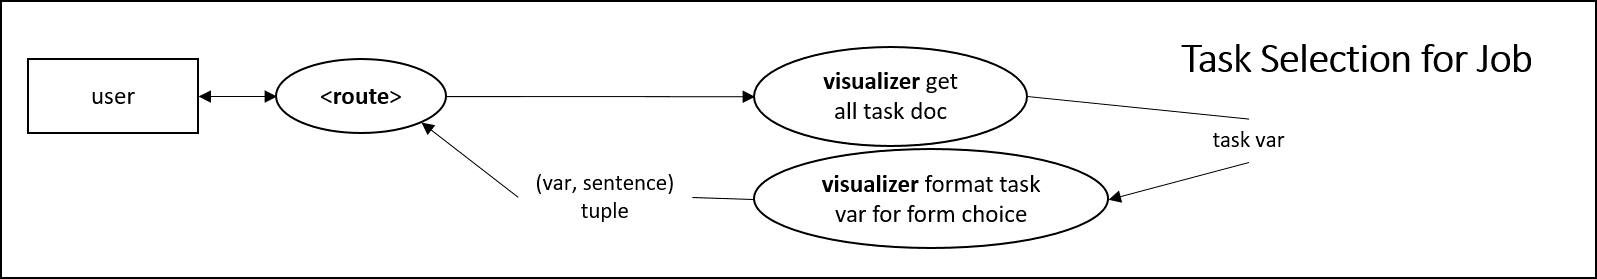 Task Selection for Job
user
<route>
visualizer get
all task doc
task var
visualizer format task
var for form choice
(var, sentence)
tuple